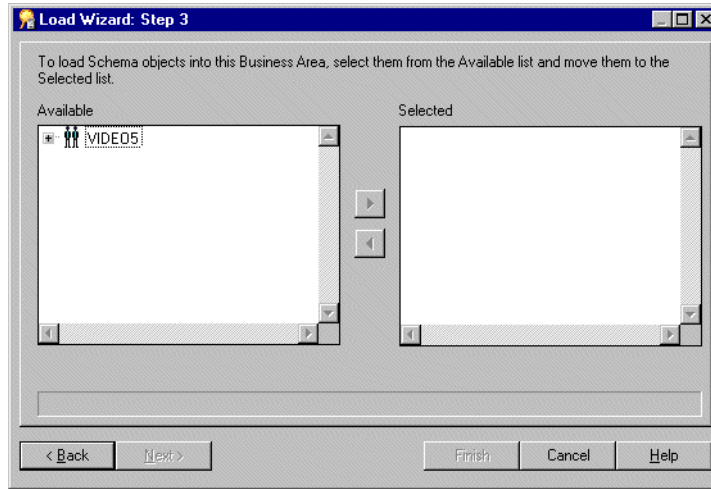 Load Wizard: Step 3
To load Schema objects into this Business Area, select them from the Available list and move them to the
Selected list.
Available
Selected
VIDEO5
< Back
Next >
Finish
Cancel
Help